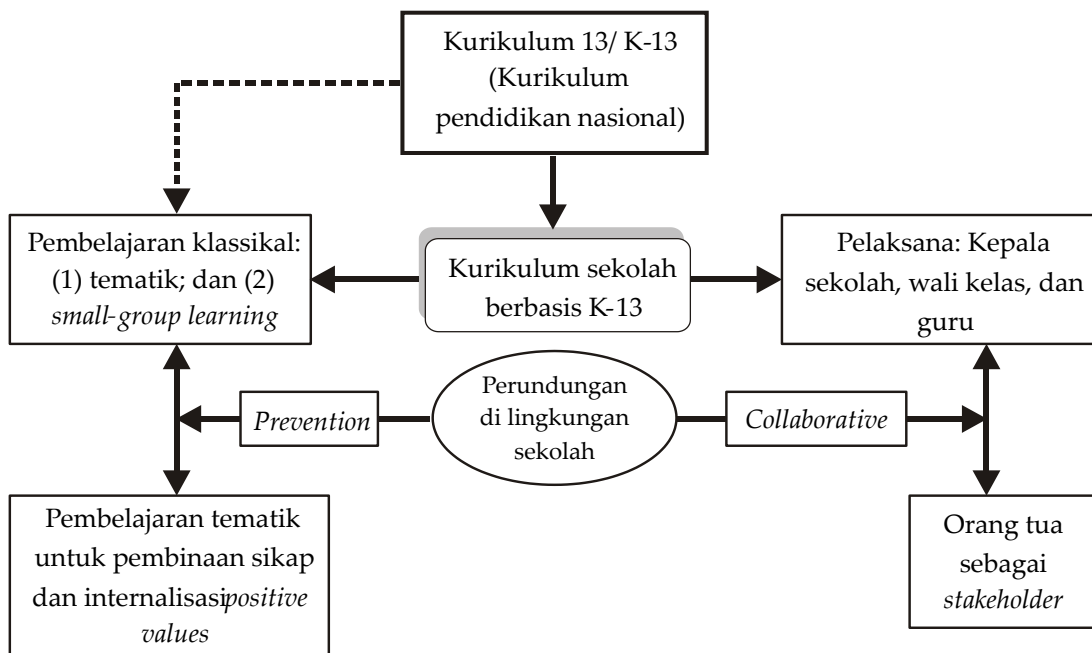 Kurikulum 13/ K-13
(Kurikulum
pendidikan nasional)
Pembelajaran klassikal:
(1) tematik; dan (2)
small-group learning
Kurikulum sekolah
berbasis K-13
Pelaksana: Kepala
sekolah, wali kelas, dan
guru
Prevention
Perundungan
di lingkungan
sekolah
Collaborative
Pembelajaran tematik
untuk pembinaan sikap
dan internalisasipositive
values
Orang tua
sebagai
stakeholder